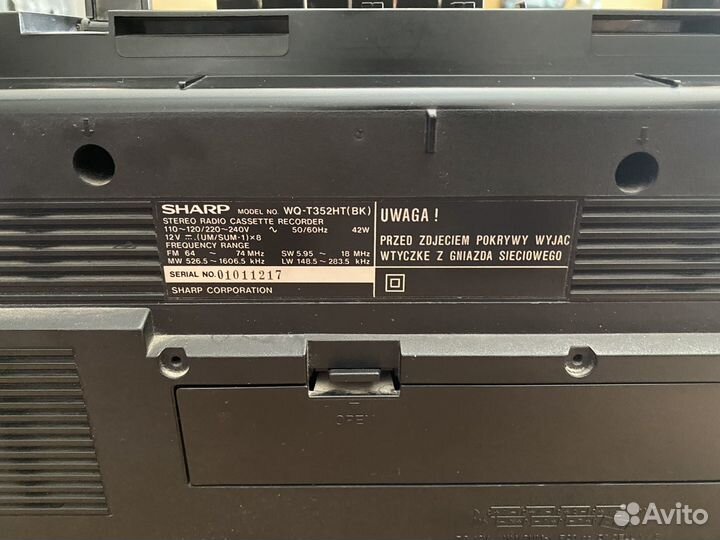 SHARP MODEL NO. WQ-T352HT(BK)
STEREO RADIO CASSETTE RECORDER
110~120/220~240V ∿ 50/60Hz 42W
12V ⎓ (UM/SUM-1)×8
FREQUENCY RANGE
FM 64 ~ 74 MHz SW 5.95 ~ 18 MHz
MW 526.5~1606.5 kHz LW 148.5~283.5 kHz
SERIAL NO. 01011217
SHARP CORPORATION
UWAGA !
PRZED ZDJECIEM POKRYWY WYJAC
WTYCZKE Z GNIAZDA SIECIOWEGO
OPEN
Avito